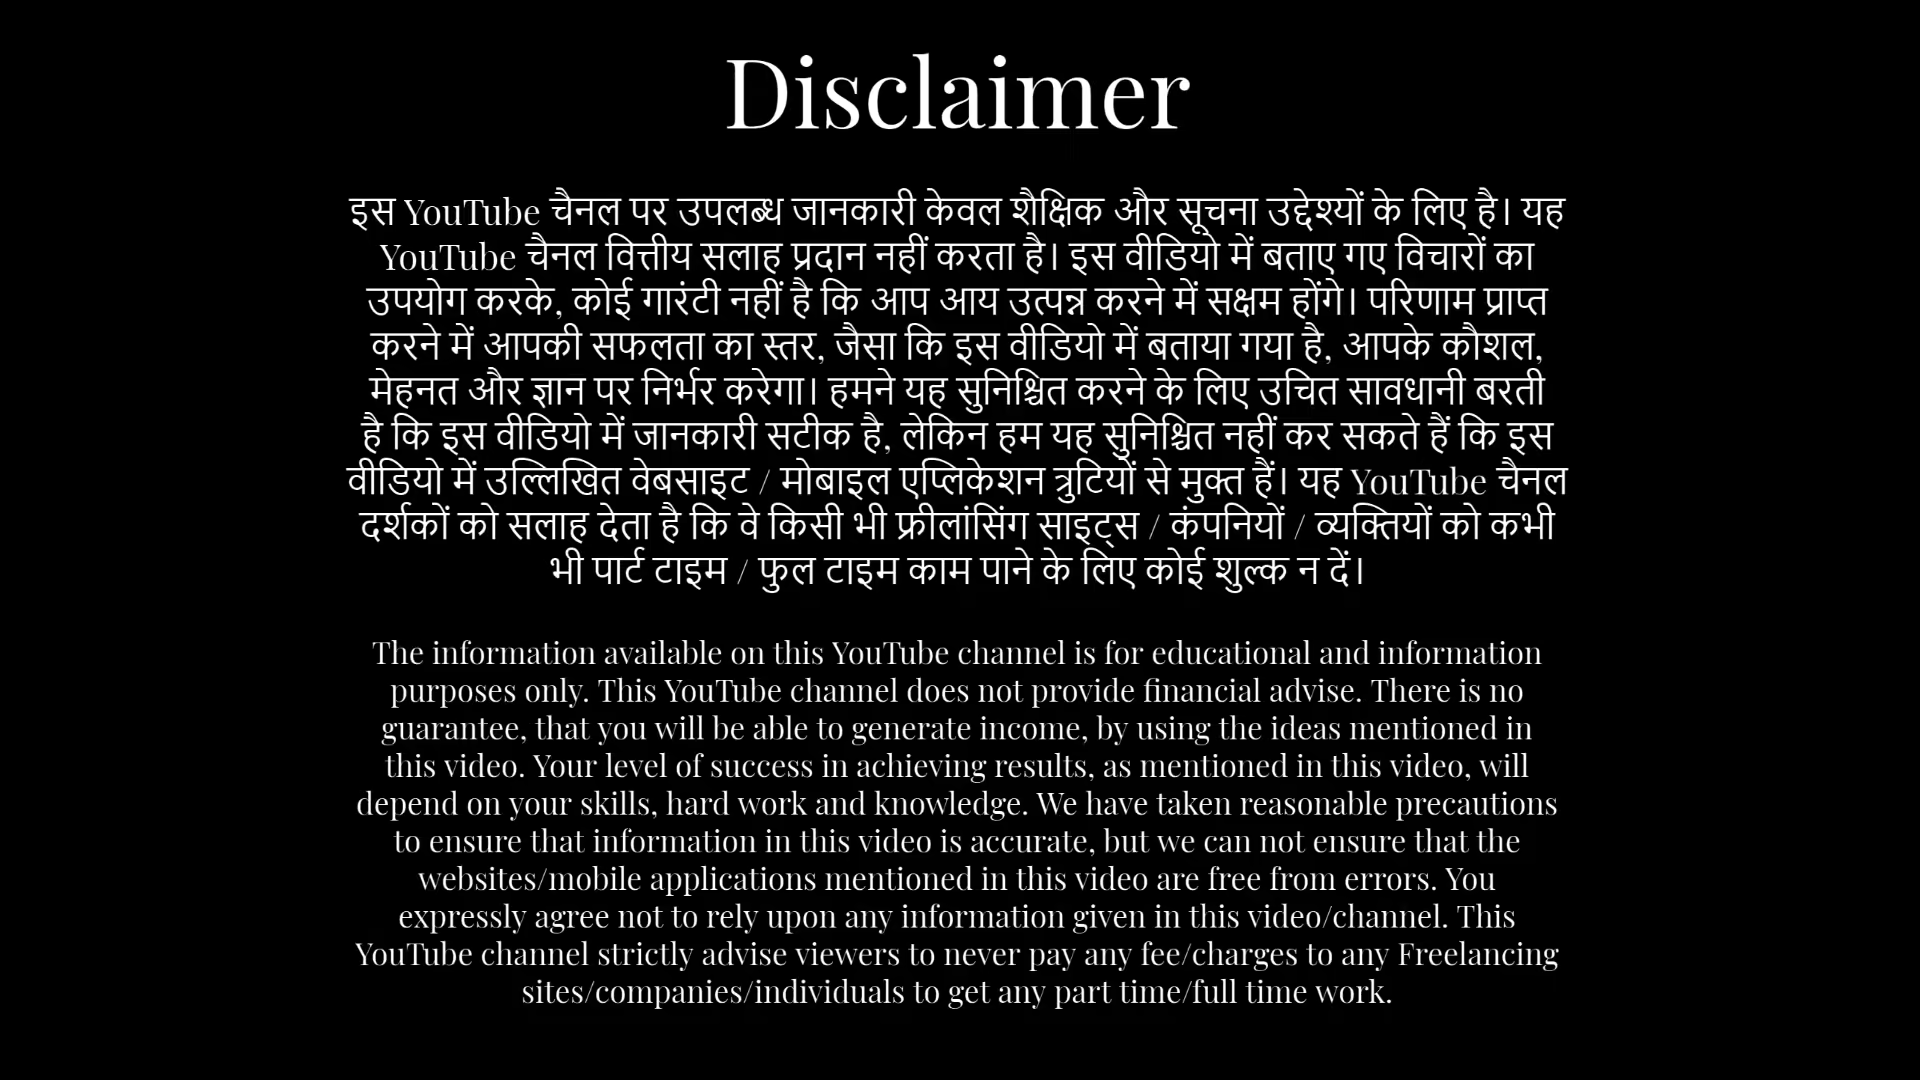 Disclaimer
इस YouTube चैनल पर उपलब्ध जानकारी केवल शैक्षिक और सूचना उद्देश्यों के लिए है। यह
YouTube चैनल वित्तीय सलाह प्रदान नहीं करता है। इस वीडियो में बताए गए विचारों का
उपयोग करके, कोई गारंटी नहीं है कि आप आय उत्पन्न करने में सक्षम होंगे। परिणाम प्राप्त
करने में आपकी सफलता का स्तर, जैसा कि इस वीडियो में बताया गया है, आपके कौशल,
मेहनत और ज्ञान पर निर्भर करेगा। हमने यह सुनिश्चित करने के लिए उचित सावधानी बरती
है कि इस वीडियो में जानकारी सटीक है, लेकिन हम यह सुनिश्चित नहीं कर सकते हैं कि इस
वीडियो में उल्लिखित वेबसाइट / मोबाइल एप्लिकेशन त्रुटियों से मुक्त हैं। यह YouTube चैनल
दर्शकों को सलाह देता है कि वे किसी भी फ्रीलांसिंग साइट्स / कंपनियों / व्यक्तियों को कभी
भी पार्ट टाइम / फुल टाइम काम पाने के लिए कोई शुल्क न दें।
The information available on this YouTube channel is for educational and information
purposes only. This YouTube channel does not provide financial advise. There is no
guarantee, that you will be able to generate income, by using the ideas mentioned in
this video. Your level of success in achieving results, as mentioned in this video, will
depend on your skills, hard work and knowledge. We have taken reasonable precautions
to ensure that information in this video is accurate, but we can not ensure that the
websites/mobile applications mentioned in this video are free from errors. You
expressly agree not to rely upon any information given in this video/channel. This
YouTube channel strictly advise viewers to never pay any fee/charges to any Freelancing
sites/companies/individuals to get any part time/full time work.